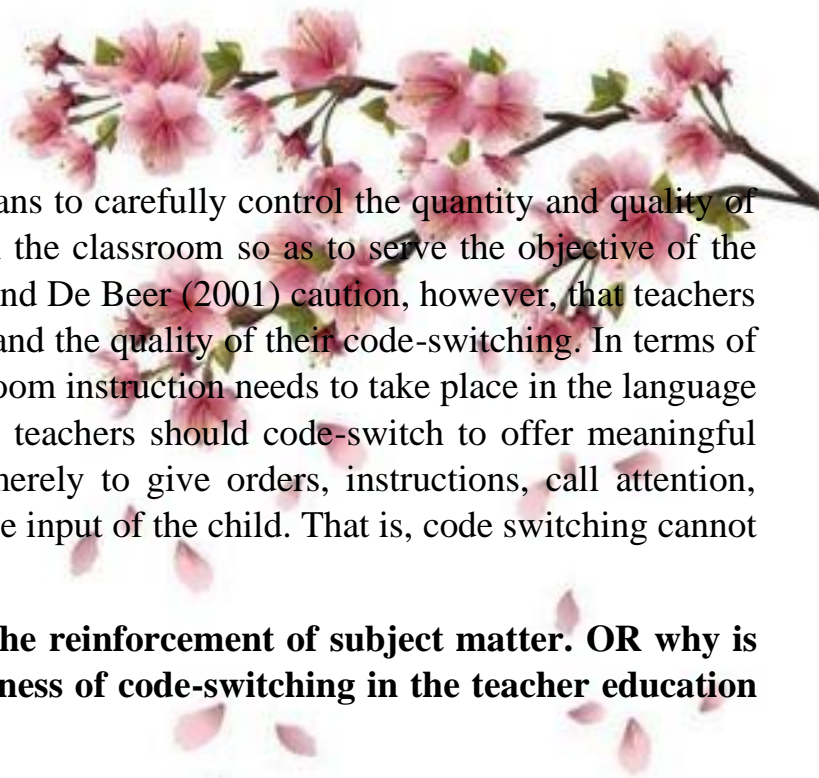 ans to carefully control the quantity and quality of
the classroom so as to serve the objective of the
nd De Beer (2001) caution, however, that teachers
and the quality of their code-switching. In terms of
oom instruction needs to take place in the language
teachers should code-switch to offer meaningful
nerely to give orders, instructions, call attention,
e input of the child. That is, code switching cannot
he reinforcement of subject matter. OR why is
ness of code-switching in the teacher education